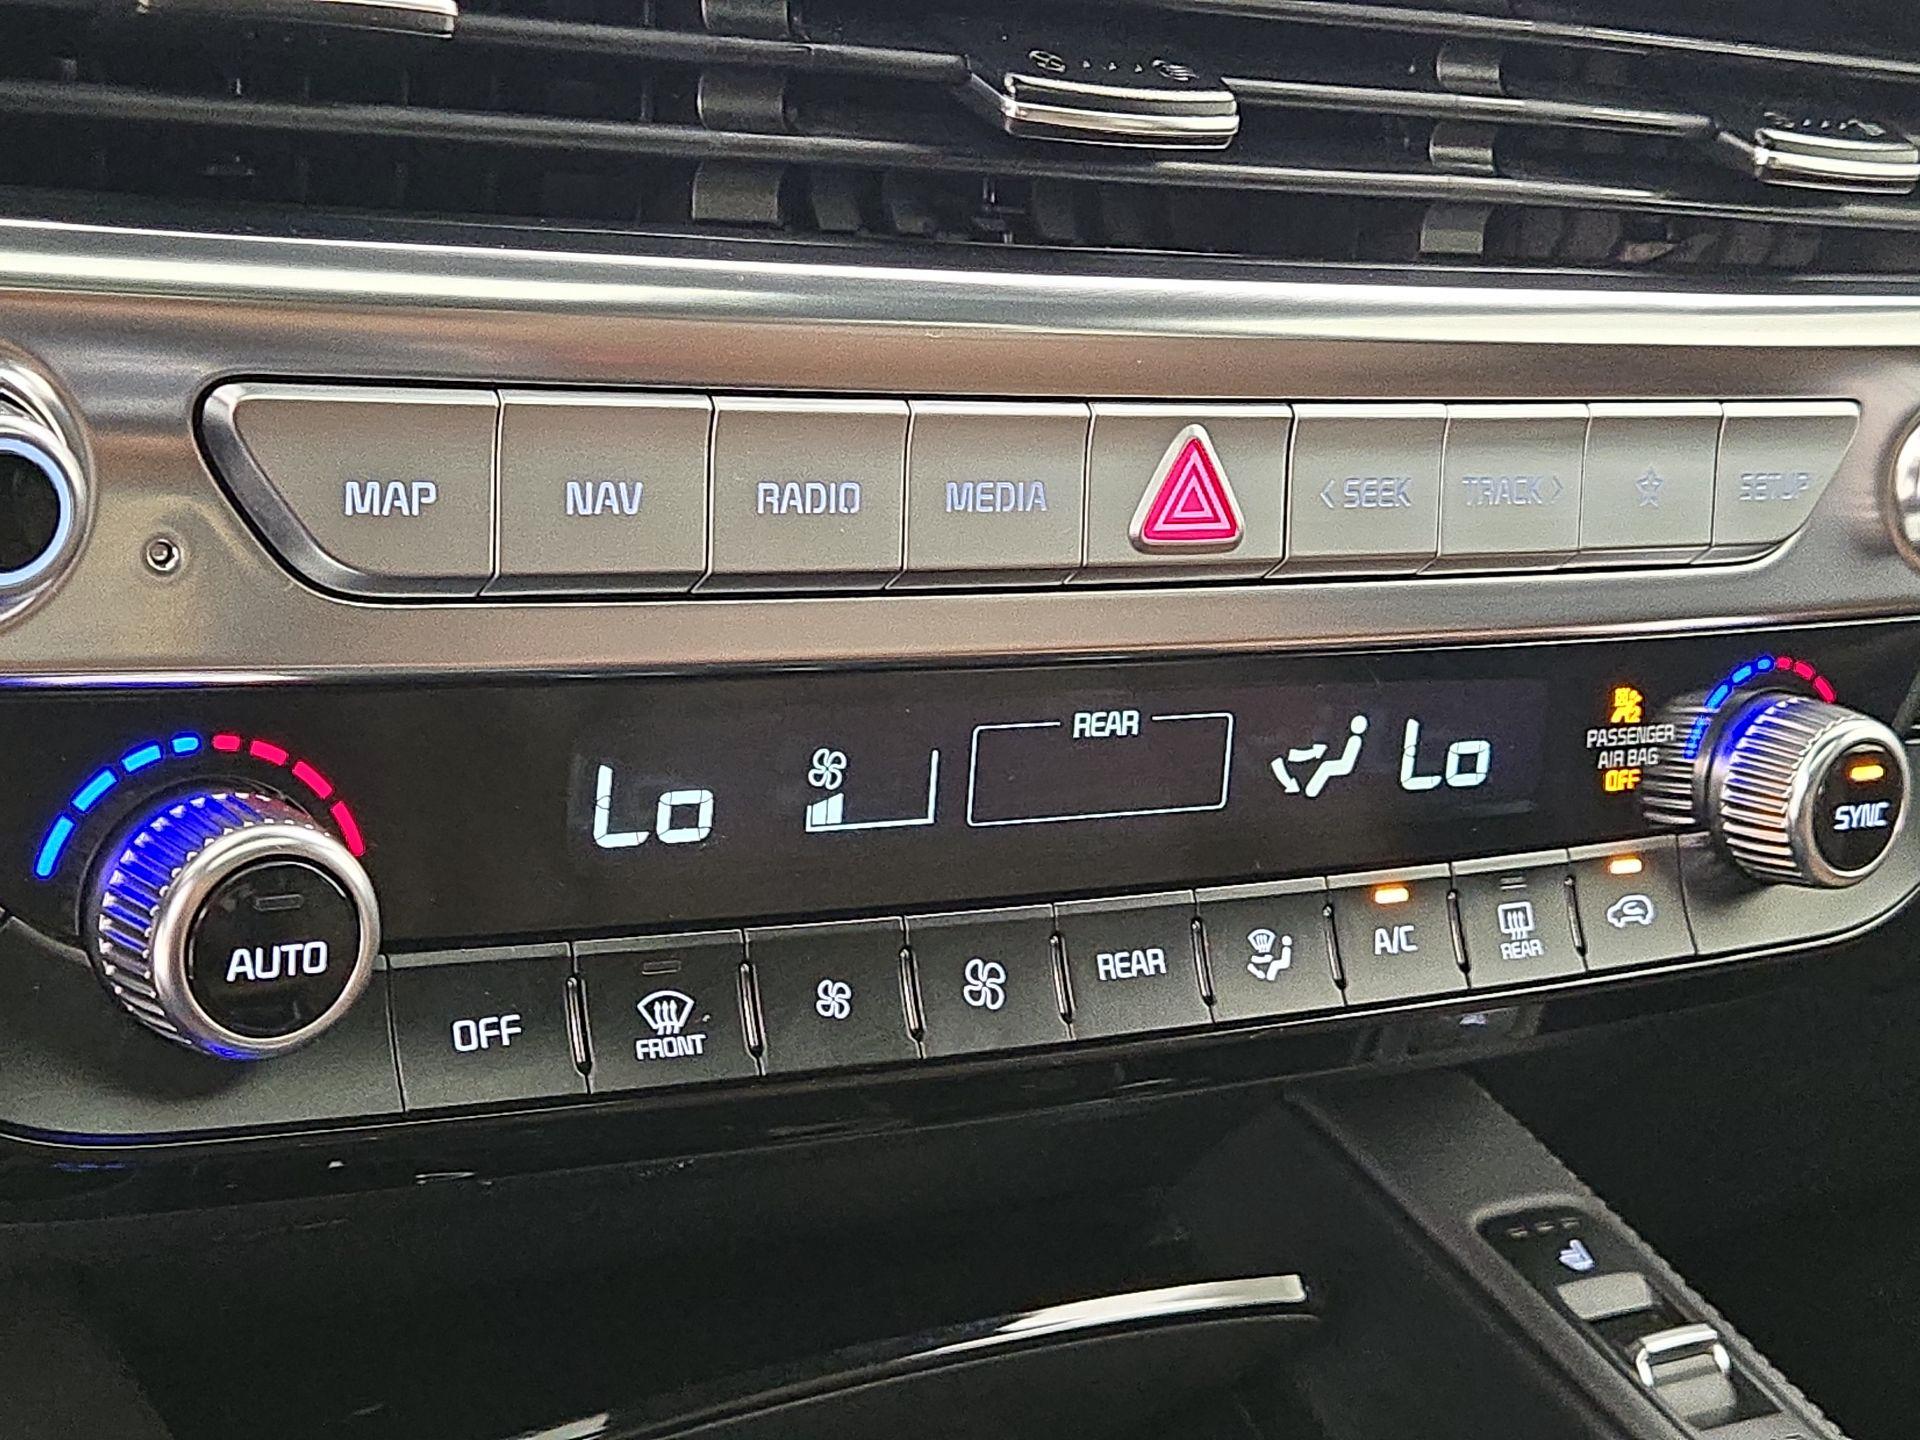 MAP NAV RADIO MEDIA < SEEK TRACK > SETUP
REAR
Lo Lo
PASSENGER
AIR BAG
OFF
SYNC
AUTO
OFF
FRONT
REAR
A/C
REAR